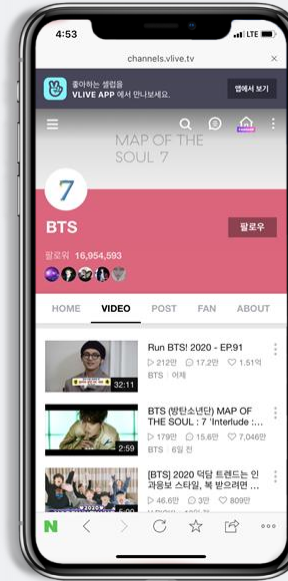 4:53
LTE
channels.vlive.tv
좋아하는 셀럽을
VLIVE APP 에서 만나보세요.
앱에서 보기
MAP OF THE
SOUL 7
7
BTS
팔로우
팔로워 16,954,593
HOME VIDEO POST FAN ABOUT
Run BTS! 2020 - EP.91
212만 17.2만 1.51억
BTS 어제
32:11
BTS (방탄소년단) MAP OF
THE SOUL : 7 'Interlude :...
179만 15.6만 7,046만
BTS 6일 전
2:59
[BTS] 2020 덕담 트렌드는 인
과응보 스타일, 복 받으려면 ...
46.6만 3만 809만
N